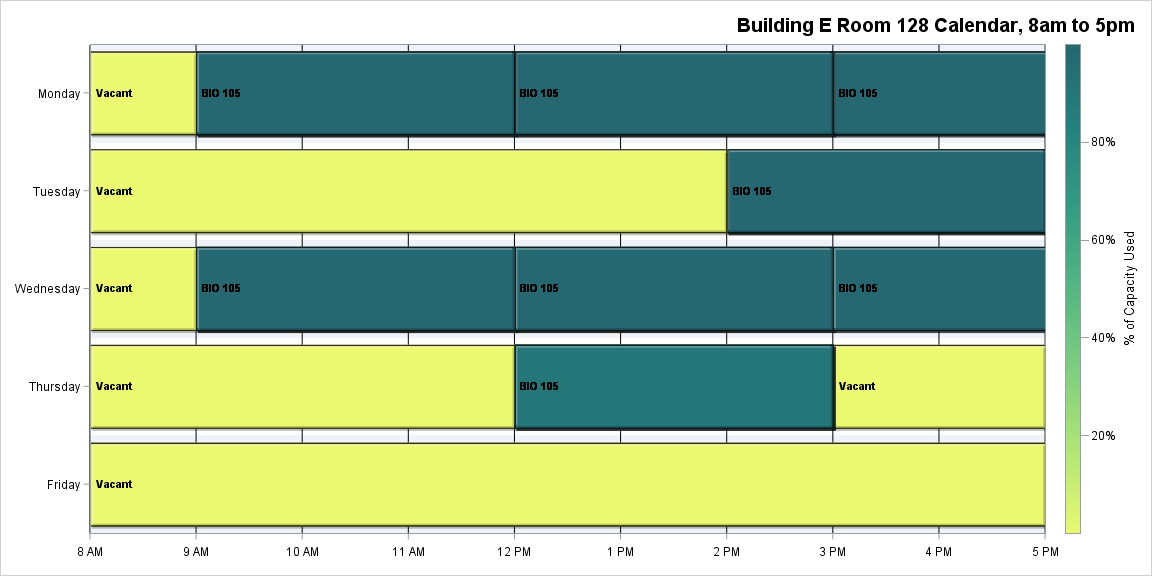 Building E Room 128 Calendar, 8am to 5pm
Monday
Vacant
BIO 105
BIO 105
BIO 105
Tuesday
Vacant
BIO 105
Wednesday
Vacant
BIO 105
BIO 105
BIO 105
Thursday
Vacant
BIO 105
Vacant
Friday
Vacant
8 AM
9 AM
10 AM
11 AM
12 PM
1 PM
2 PM
3 PM
4 PM
5 PM
80%
60%
40%
20%
% of Capacity Used